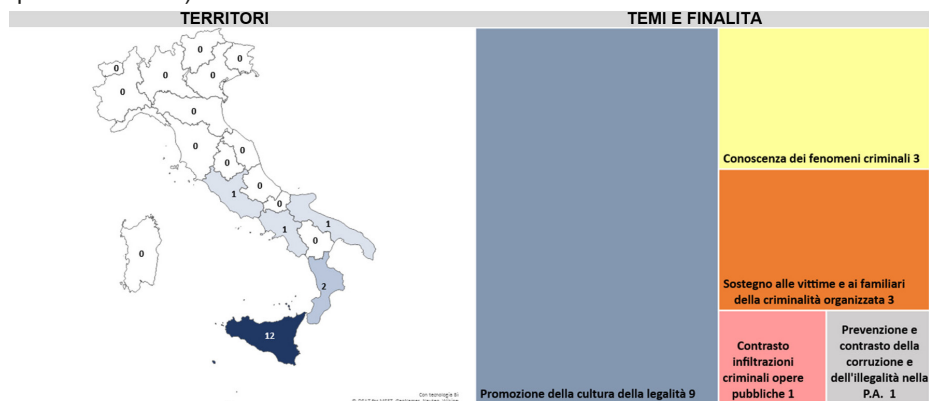 TERRITORI
TEMI E FINALITA
0
0
0
0
0
0
0
0
0
0
0
0
1
0
1
1
0
0
2
12
Con tecnologia Bi
Promozione della cultura della legalità 9
Conoscenza dei fenomeni criminali 3
Sostegno alle vittime e ai familiari
della criminalità organizzata 3
Contrasto
infiltrazioni
criminali opere
pubbliche 1
Prevenzione e
contrasto della
corruzione e
dell'illegalità nella
P.A. 1